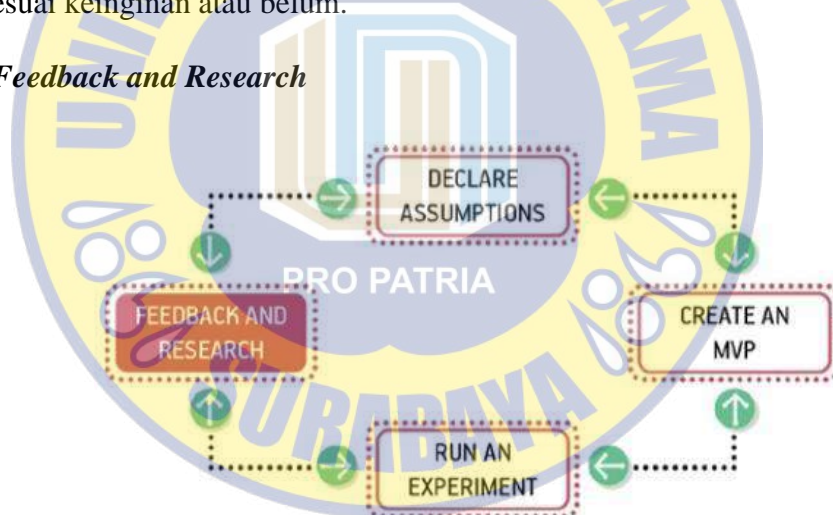 esuai keinginan atau belum.
Feedback and Research
DECLARE
ASSUMPTIONS
PRO PATRIA
FEEDBACK AND
RESEARCH
CREATE AN
MVP
SURABAYA
RUN AN
EXPERIMENT